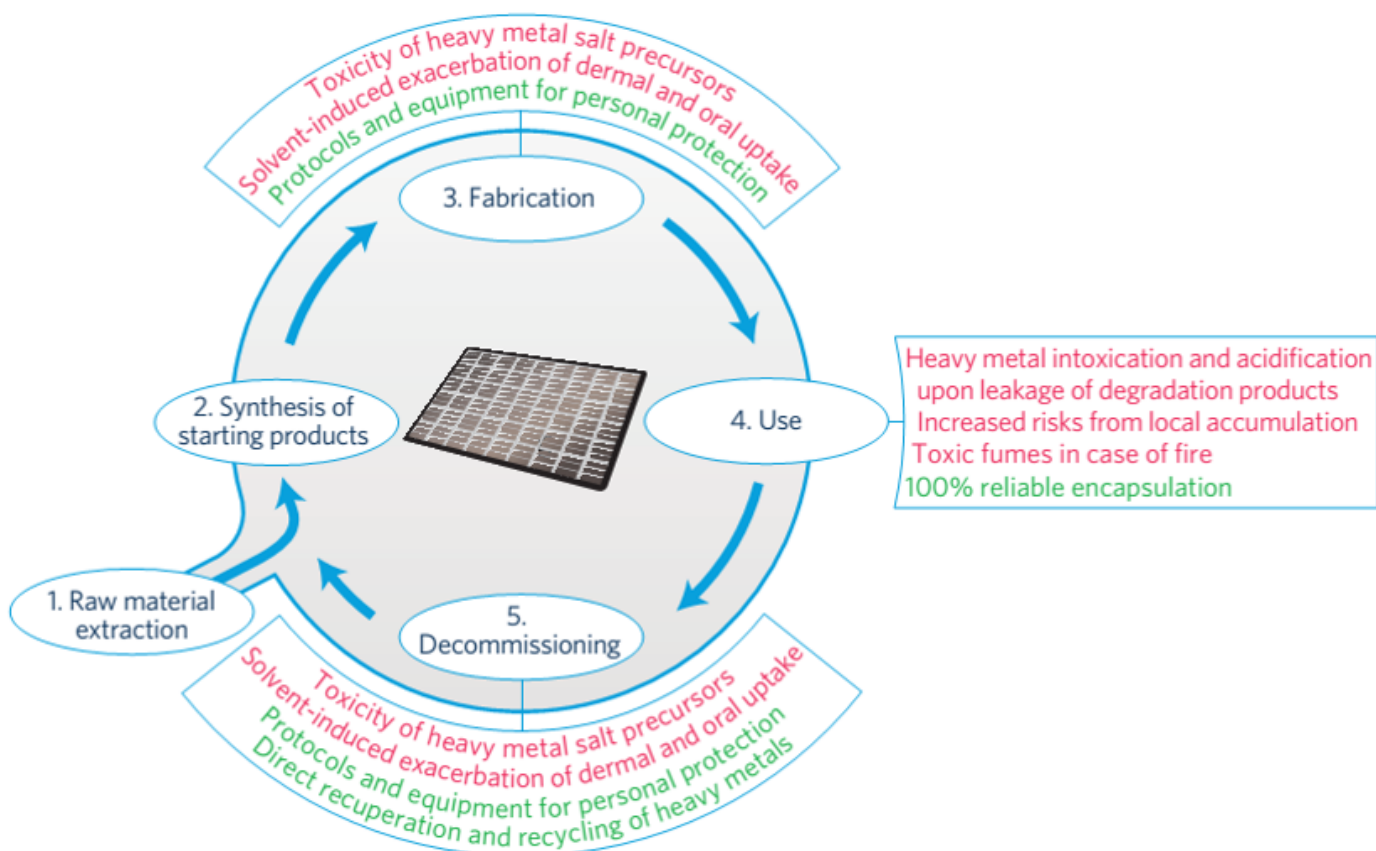 Toxicity of heavy metal salt precursors
Solvent-induced exacerbation of dermal and oral uptake
Protocols and equipment for personal protection
3. Fabrication
2. Synthesis of
starting products
4. Use
Heavy metal intoxication and acidification
upon leakage of degradation products
Increased risks from local accumulation
Toxic fumes in case of fire
100% reliable encapsulation
1. Raw material
extraction
5.
Decommissioning
Toxicity of heavy metal salt precursors
Solvent-induced exacerbation of dermal and oral uptake
Protocols and equipment for personal protection
Direct recuperation and recycling of heavy metals